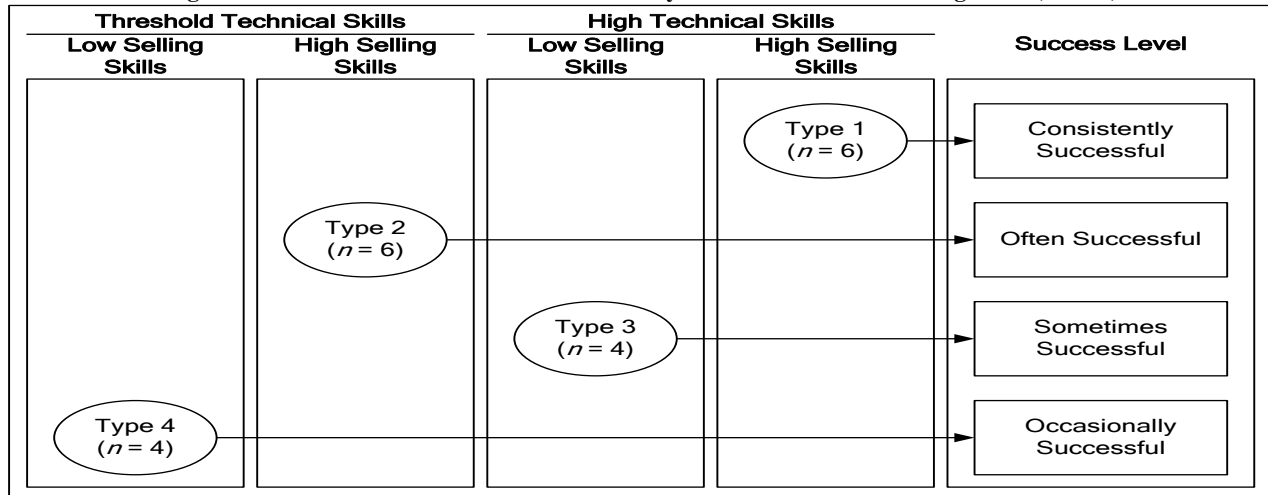 Threshold Technical Skills
High Technical Skills
Low Selling
Skills
High Selling
Skills
Low Selling
Skills
High Selling
Skills
Success Level
Type 1
(n = 6)
Consistently
Successful
Type 2
(n = 6)
Often Successful
Type 3
(n = 4)
Sometimes
Successful
Type 4
(n = 4)
Occasionally
Successful